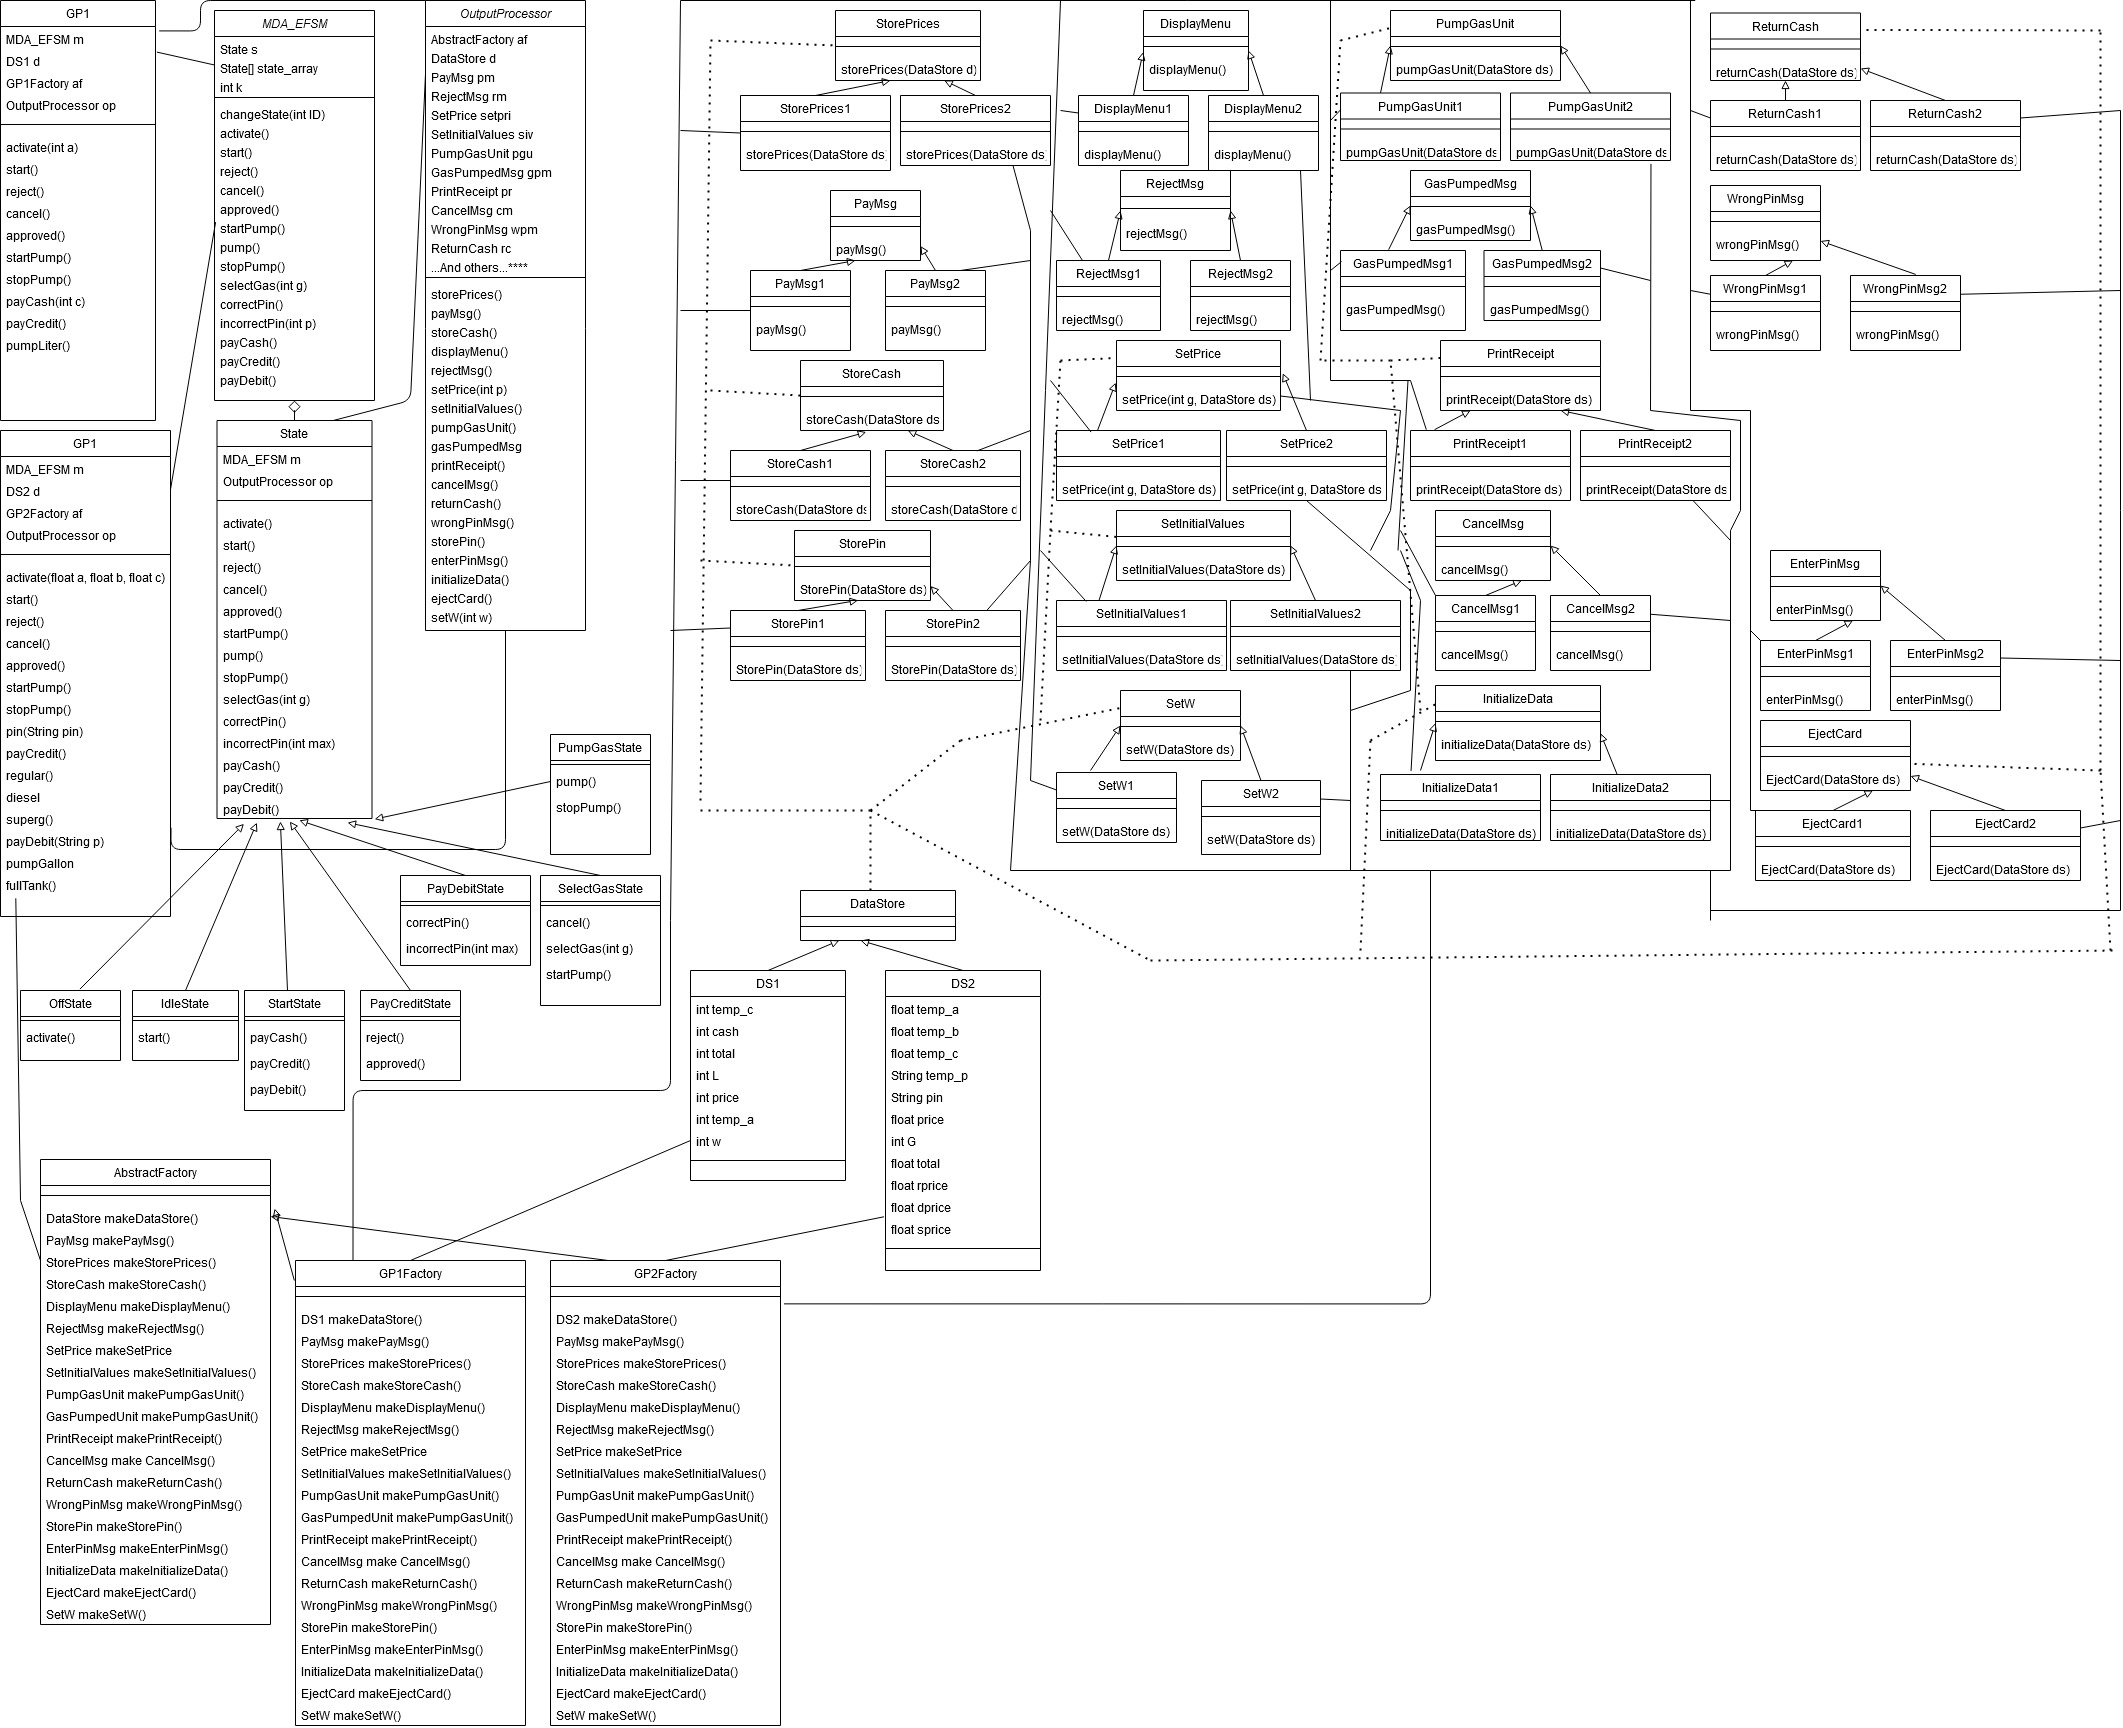 GP1
MDA_EFSM m
DS1 d
GP1Factory af
OutputProcessor op
activate(int a)
start()
reject()
cancel()
approved()
startPump()
stopPump()
payCash(int c)
payCredit()
pumpLiter()
GP1
MDA_EFSM m
DS2 d
GP2Factory af
OutputProcessor op
activate(float a, float b, float c)
start()
reject()
cancel()
approved()
startPump()
stopPump()
pin(String pin)
payCredit()
regular()
diesel
superg()
payDebit(String p)
pumpGallon
fullTank()
MDA_EFSM
State s
State[] state_array
int k
changeState(int ID)
activate()
start()
reject()
cancel()
approved()
startPump()
pump()
stopPump()
selectGas(int g)
correctPin()
incorrectPin(int p)
payCash()
payCredit()
payDebit()
State
MDA_EFSM m
OutputProcessor op
activate()
start()
reject()
cancel()
approved()
startPump()
pump()
stopPump()
selectGas(int g)
correctPin()
incorrectPin(int max)
payCash()
payCredit()
payDebit()
OutputProcessor
AbstractFactory af
DataStore d
PayMsg pm
RejectMsg rm
SetPrice setpri
SetInitialValues siv
PumpGasUnit pgu
GasPumpedMsg gpm
PrintReceipt pr
CancelMsg cm
WrongPinMsg wpm
ReturnCash rc
...And others...****
storePrices()
payMsg()
storeCash()
displayMenu()
rejectMsg()
setPrice(int p)
setInitialValues()
pumpGasUnit()
gasPumpedMsg
printReceipt()
cancelMsg()
returnCash()
wrongPinMsg()
storePin()
enterPinMsg()
initializeData()
ejectCard()
setW(int w)
PumpGasState
pump()
stopPump()
PayDebitState
correctPin()
incorrectPin(int max)
SelectGasState
cancel()
selectGas(int g)
startPump()
OffState
activate()
IdleState
start()
StartState
payCash()
payCredit()
payDebit()
PayCreditState
reject()
approved()
AbstractFactory
DataStore makeDataStore()
PayMsg makePayMsg()
StorePrices makeStorePrices()
StoreCash makeStoreCash()
DisplayMenu makeDisplayMenu()
RejectMsg makeRejectMsg()
SetPrice makeSetPrice
SetInitialValues makeSetInitialValues()
PumpGasUnit makePumpGasUnit()
GasPumpedUnit makePumpGasUnit()
PrintReceipt makePrintReceipt()
CancelMsg make CancelMsg()
ReturnCash makeReturnCash()
WrongPinMsg makeWrongPinMsg()
StorePin makeStorePin()
EnterPinMsg makeEnterPinMsg()
InitializeData makeInitializeData()
EjectCard makeEjectCard()
SetW makeSetW()
GP1Factory
DS1 makeDataStore()
PayMsg makePayMsg()
StorePrices makeStorePrices()
StoreCash makeStoreCash()
DisplayMenu makeDisplayMenu()
RejectMsg makeRejectMsg()
SetPrice makeSetPrice
SetInitialValues makeSetInitialValues()
PumpGasUnit makePumpGasUnit()
GasPumpedUnit makePumpGasUnit()
PrintReceipt makePrintReceipt()
CancelMsg make CancelMsg()
ReturnCash makeReturnCash()
WrongPinMsg makeWrongPinMsg()
StorePin makeStorePin()
EnterPinMsg makeEnterPinMsg()
InitializeData makeInitializeData()
EjectCard makeEjectCard()
SetW makeSetW()
GP2Factory
DS2 makeDataStore()
PayMsg makePayMsg()
StorePrices makeStorePrices()
StoreCash makeStoreCash()
DisplayMenu makeDisplayMenu()
RejectMsg makeRejectMsg()
SetPrice makeSetPrice
SetInitialValues makeSetInitialValues()
PumpGasUnit makePumpGasUnit()
GasPumpedUnit makePumpGasUnit()
PrintReceipt makePrintReceipt()
CancelMsg make CancelMsg()
ReturnCash makeReturnCash()
WrongPinMsg makeWrongPinMsg()
StorePin makeStorePin()
EnterPinMsg makeEnterPinMsg()
InitializeData makeInitializeData()
EjectCard makeEjectCard()
SetW makeSetW()
StorePrices
storePrices(DataStore d)
StorePrices1
storePrices(DataStore ds
StorePrices2
storePrices(DataStore ds
PayMsg
payMsg()
PayMsg1
payMsg()
PayMsg2
payMsg()
StoreCash
storeCash(DataStore ds
StoreCash1
storeCash(DataStore ds
StoreCash2
storeCash(DataStore d
StorePin
StorePin(DataStore ds)
StorePin1
StorePin(DataStore ds)
StorePin2
StorePin(DataStore ds)
DataStore
DS1
int temp_c
int cash
int total
int L
int price
int temp_a
int w
DS2
float temp_a
float temp_b
float temp_c
String temp_p
String pin
float price
int G
float total
float rprice
float dprice
float sprice
DisplayMenu
displayMenu()
DisplayMenu1
displayMenu()
DisplayMenu2
displayMenu()
RejectMsg
rejectMsg()
RejectMsg1
rejectMsg()
RejectMsg2
rejectMsg()
SetPrice
setPrice(int g, DataStore ds)
SetPrice1
setPrice(int g, DataStore ds)
SetPrice2
setPrice(int g, DataStore ds
SetInitialValues
setInitialValues(DataStore ds)
SetInitialValues1
setInitialValues(DataStore ds
SetInitialValues2
setInitialValues(DataStore ds
SetW
setW(DataStore ds)
SetW1
setW(DataStore ds)
SetW2
setW(DataStore ds)
PumpGasUnit
pumpGasUnit(DataStore ds)
PumpGasUnit1
pumpGasUnit(DataStore ds
PumpGasUnit2
pumpGasUnit(DataStore ds
GasPumpedMsg
gasPumpedMsg()
GasPumpedMsg1
gasPumpedMsg()
GasPumpedMsg2
gasPumpedMsg()
PrintReceipt
printReceipt(DataStore ds)
PrintReceipt1
printReceipt(DataStore ds)
PrintReceipt2
printReceipt(DataStore ds
CancelMsg
cancelMsg()
CancelMsg1
cancelMsg()
CancelMsg2
cancelMsg()
InitializeData
initializeData(DataStore ds)
InitializeData1
initializeData(DataStore ds)
InitializeData2
initializeData(DataStore ds)
ReturnCash
returnCash(DataStore ds)
ReturnCash1
returnCash(DataStore ds)
ReturnCash2
returnCash(DataStore ds)
WrongPinMsg
wrongPinMsg()
WrongPinMsg1
wrongPinMsg()
WrongPinMsg2
wrongPinMsg()
EnterPinMsg
enterPinMsg()
EnterPinMsg1
enterPinMsg()
EnterPinMsg2
enterPinMsg()
EjectCard
EjectCard(DataStore ds)
EjectCard1
EjectCard(DataStore ds)
EjectCard2
EjectCard(DataStore ds)